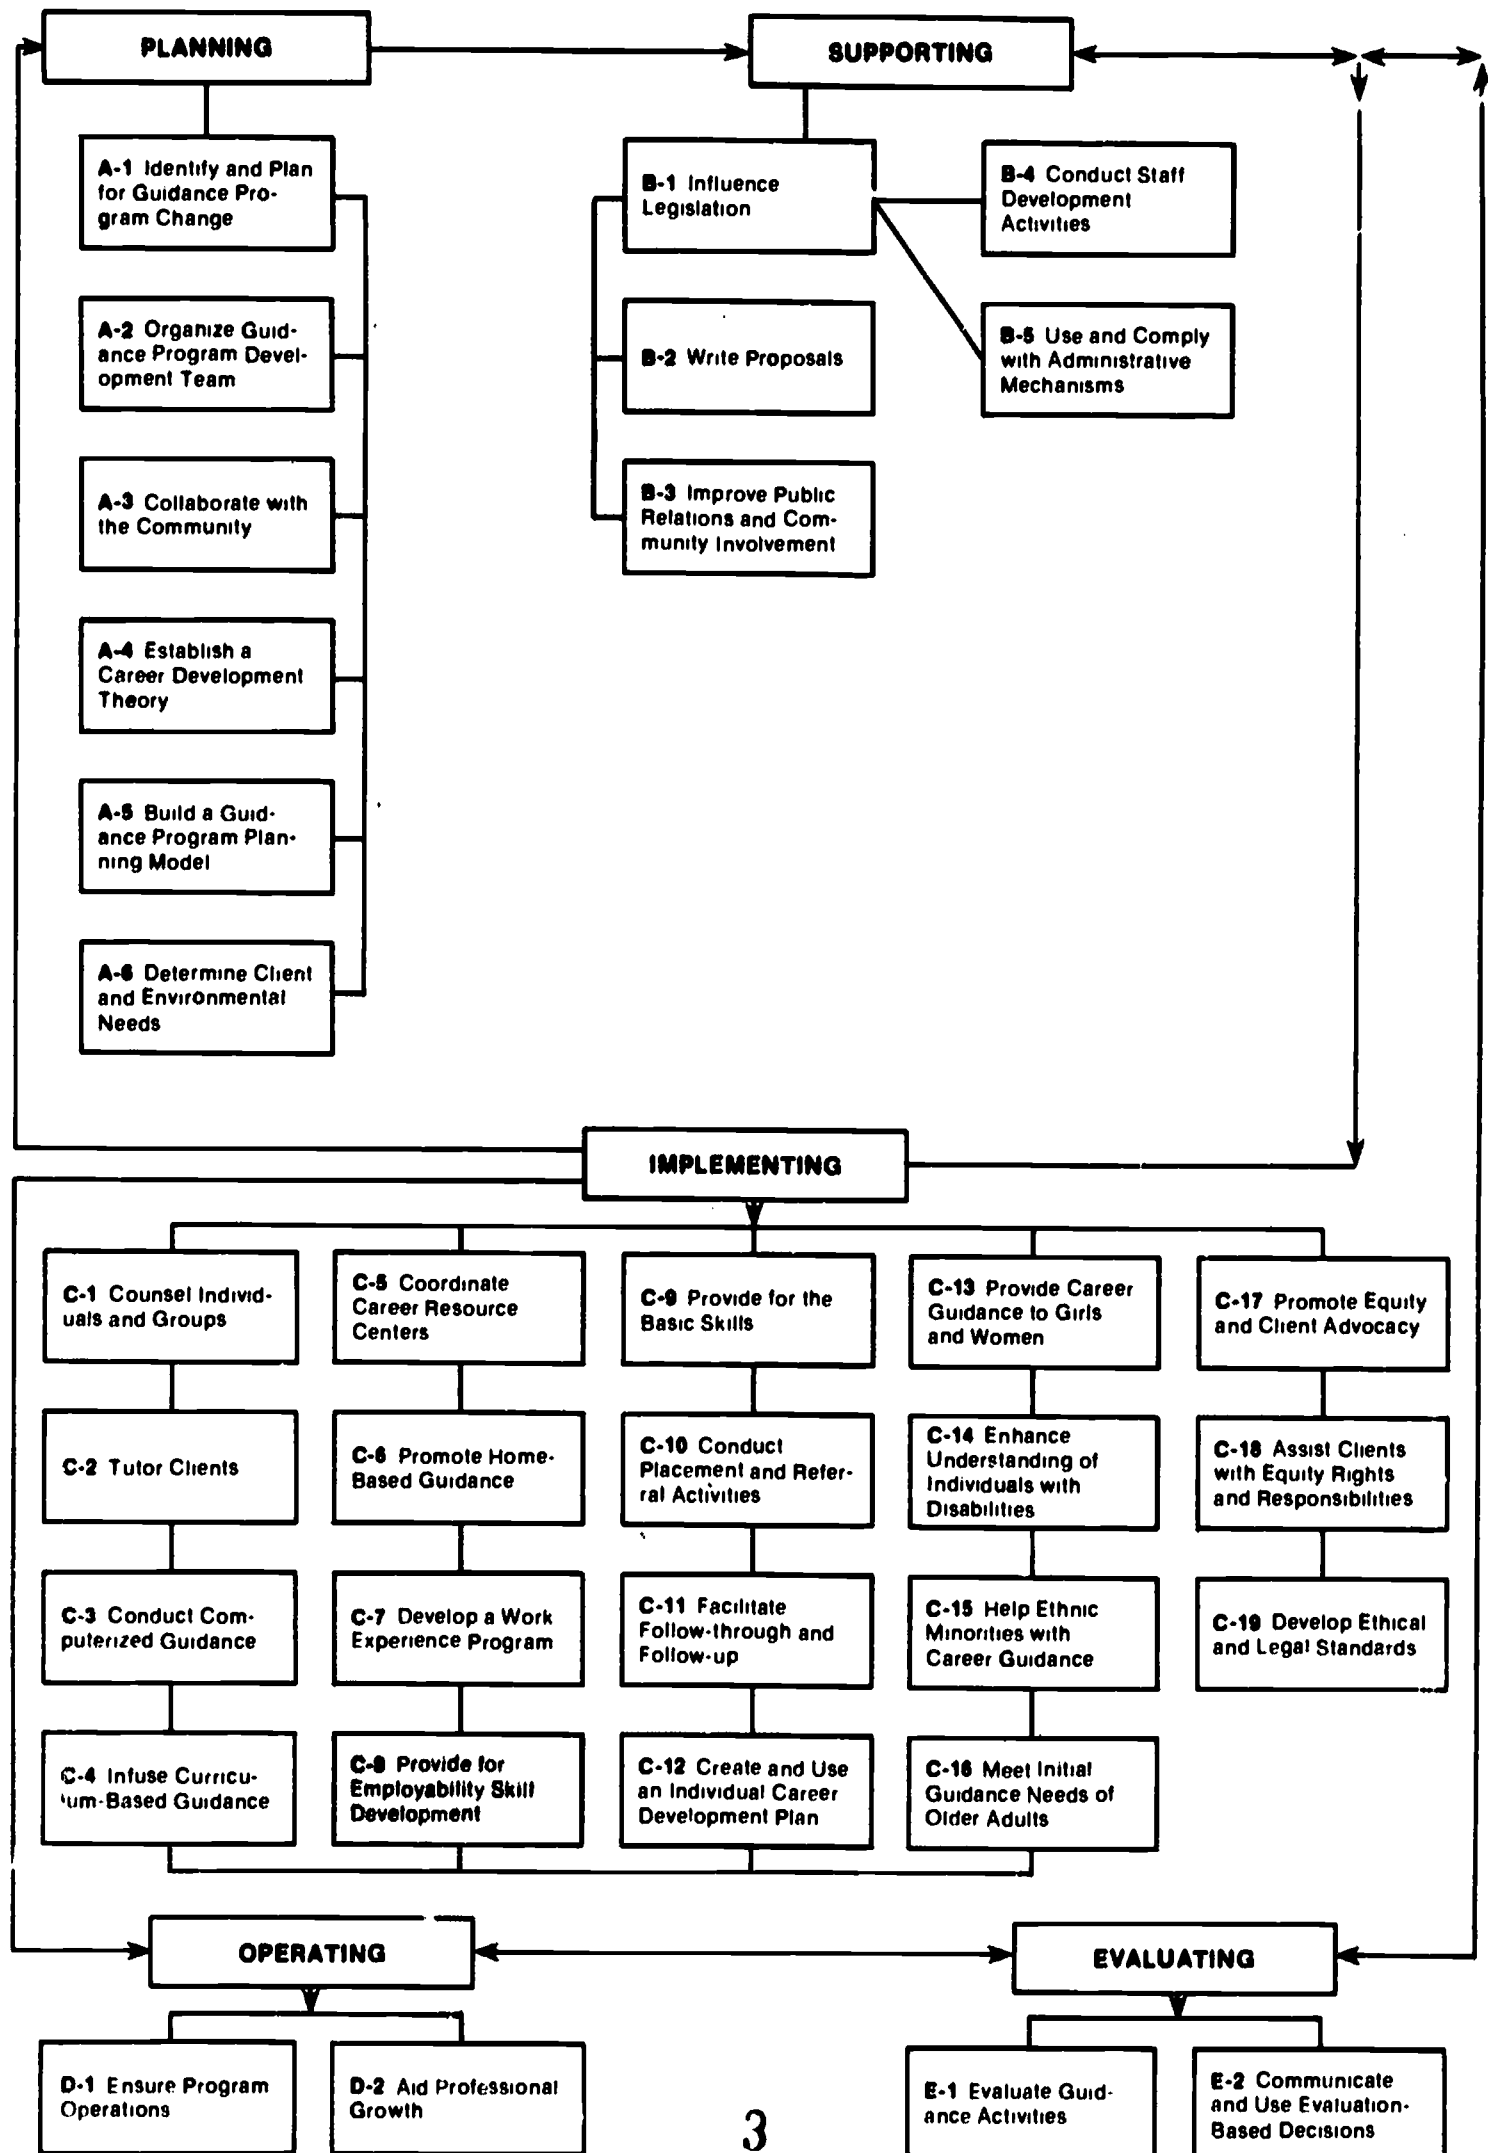 PLANNING
SUPPORTING
A-1 Identify and Plan
for Guidance Pro-
gram Change
A-2 Organize Guid-
ance Program Devel-
opment Team
A-3 Collaborate with
the Community
A-4 Establish a
Career Development
Theory
A-5 Build a Guid-
ance Program Plan-
ning Model
A-6 Determine Client
and Environmental
Needs
B-1 Influence
Legislation
B-2 Write Proposals
B-3 Improve Public
Relations and Com-
munity Involvement
B-4 Conduct Staff
Development
Activities
B-5 Use and Comply
with Administrative
Mechanisms
IMPLEMENTING
C-1 Counsel Individ-
uals and Groups
C-2 Tutor Clients
C-3 Conduct Com-
puterized Guidance
C-4 Infuse Curricu-
lum-Based Guidance
C-5 Coordinate
Career Resource
Centers
C-6 Promote Home-
Based Guidance
C-7 Develop a Work
Experience Program
C-8 Provide for
Employability Skill
Development
C-9 Provide for the
Basic Skills
C-10 Conduct
Placement and Refer-
ral Activities
C-11 Facilitate
Follow-through and
Follow-up
C-12 Create and Use
an Individual Career
Development Plan
C-13 Provide Career
Guidance to Girls
and Women
C-14 Enhance
Understanding of
Individuals with
Disabilities
C-15 Help Ethnic
Minorities with
Career Guidance
C-16 Meet Initial
Guidance Needs of
Older Adults
C-17 Promote Equity
and Client Advocacy
C-18 Assist Clients
with Equity Rights
and Responsibilities
C-19 Develop Ethical
and Legal Standards
OPERATING
EVALUATING
D-1 Ensure Program
Operations
D-2 Aid Professional
Growth
E-1 Evaluate Guid-
ance Activities
E-2 Communicate
and Use Evaluation-
Based Decisions
3